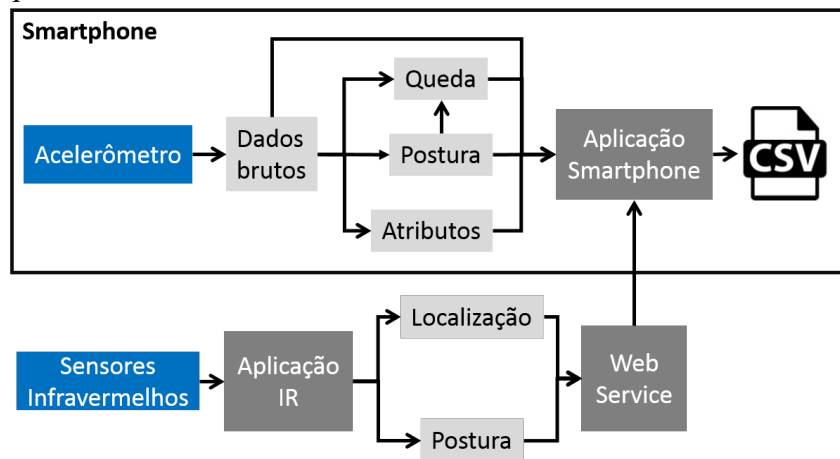 Smartphone
Queda
Acelerômetro
Dados
brutos
Postura
Aplicação
Smartphone
CSV
Atributos
Localização
Sensores
Infravermelhos
Aplicação
IR
Web
Service
Postura